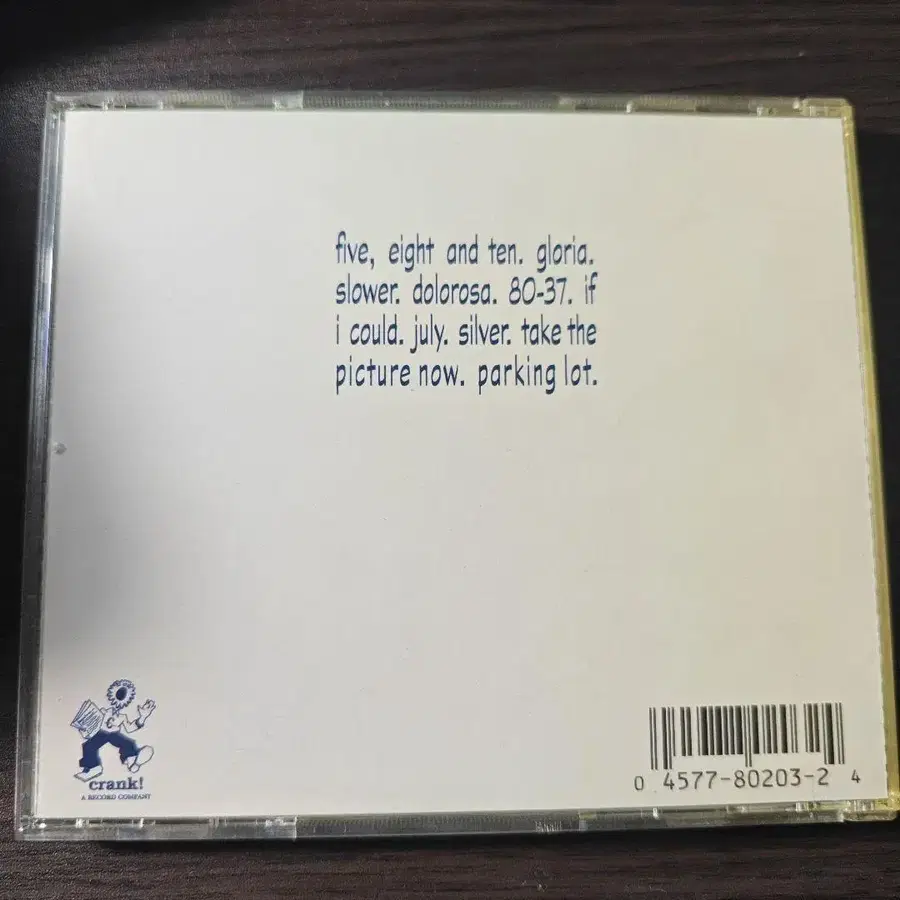 five, eight and ten. gloria.
slower. dolorosa. 80-37. if
i could. july. silver. take the
picture now. parking lot.
crank!
A RECORD COMPANY
0 4577-80203-2 4